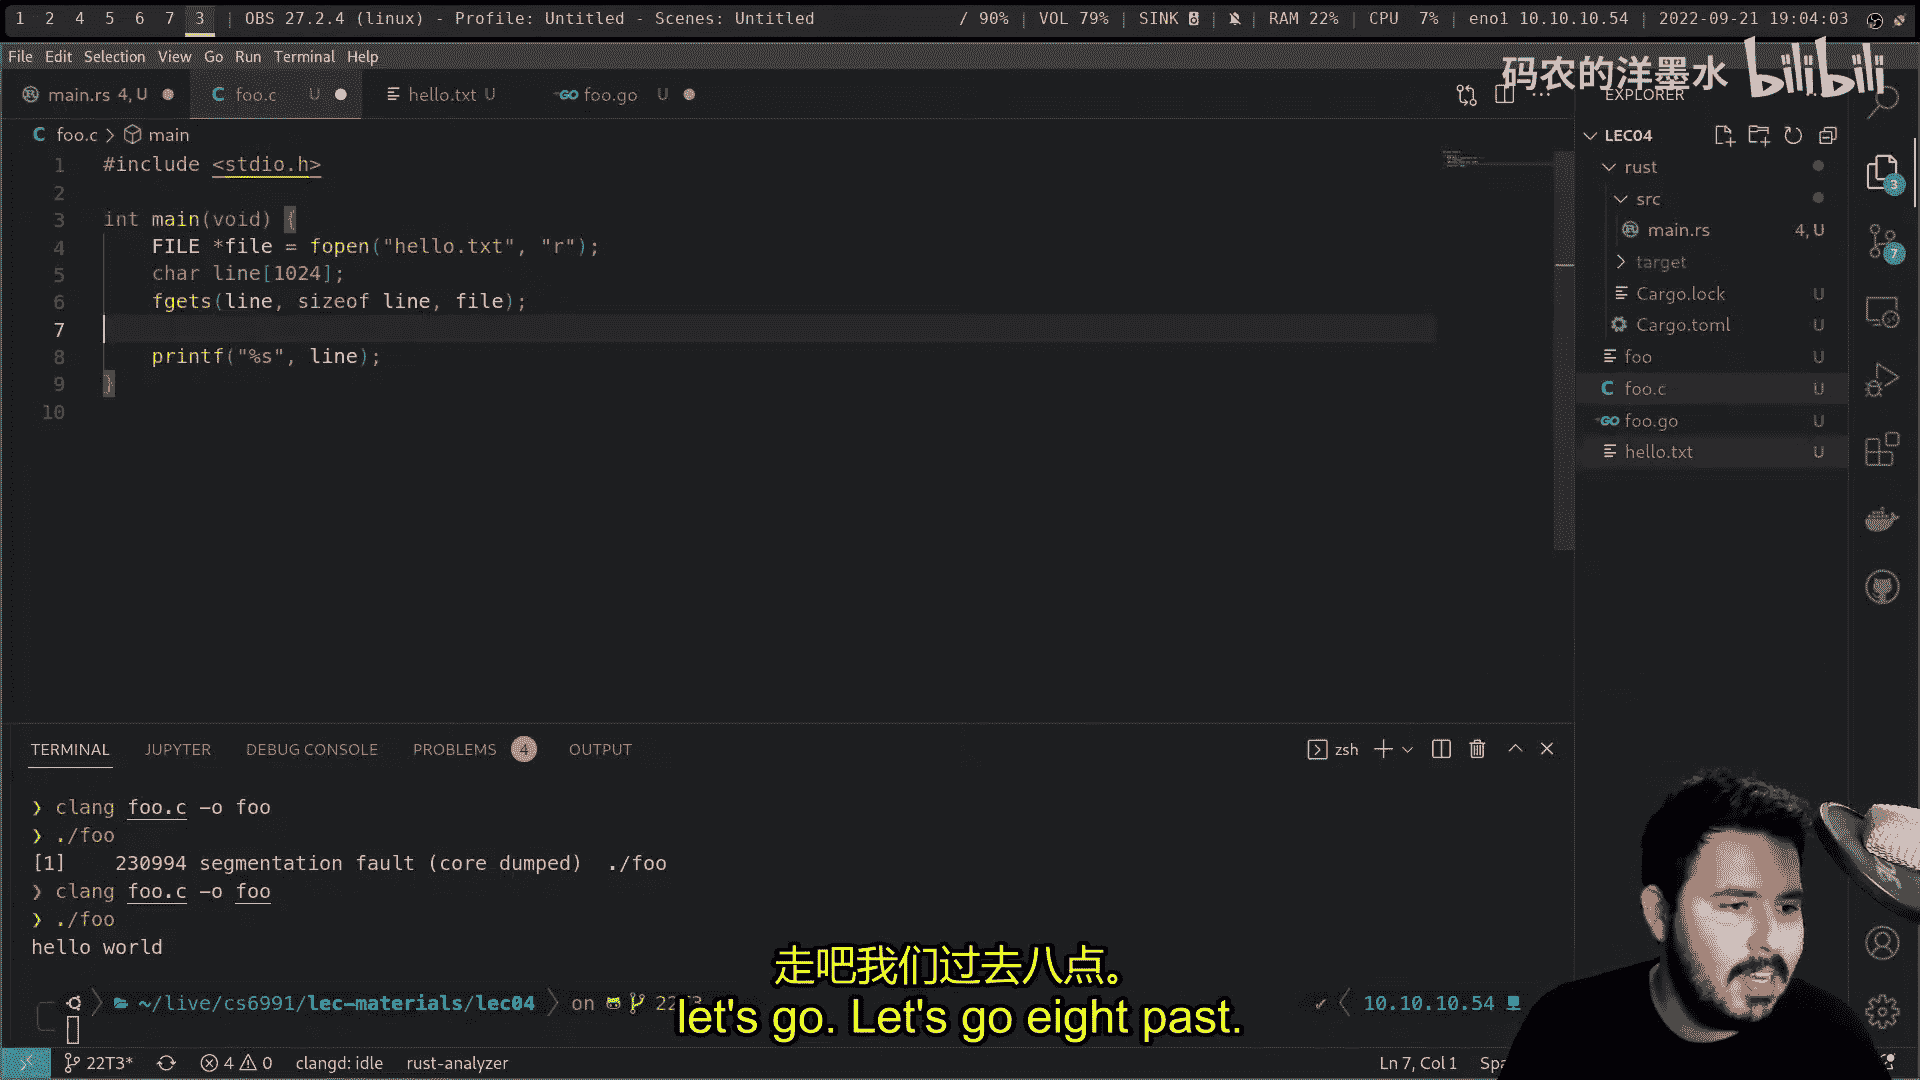 1 2 4 5 6 7 3 | OBS 27.2.4 (linux) - Profile: Untitled - Scenes: Untitled
/ 90% | VOL 79% | SINK | | RAM 22% | CPU 7% | eno1 10.10.10.54 | 2022-09-21 19:04:03
File Edit Selection View Go Run Terminal Help
码农的洋墨水 bilibili
main.rs 4, U
foo.c U
hello.txt U
foo.go U
EXPLORER
foo.c > main
1 #include <stdio.h>
2
3 int main(void) {
4 FILE *file = fopen("hello.txt", "r");
5 char line[1024];
6 fgets(line, sizeof line, file);
7
8 printf("%s", line);
9 }
10
LEC04
rust
src
main.rs 4, U
target
Cargo.lock U
Cargo.toml U
foo U
foo.c U
foo.go U
hello.txt U
3
7
TERMINAL JUPYTER DEBUG CONSOLE PROBLEMS 4 OUTPUT
zsh
❯ clang foo.c -o foo
❯ ./foo
[1] 230994 segmentation fault (core dumped) ./foo
❯ clang foo.c -o foo
❯ ./foo
hello world
~/live/cs6991/lec-materials/lec04 on
10.10.10.54
走吧我们过去八点。
let's go. Let's go eight past.
22T3* 4 0 clangd: idle rust-analyzer
Ln 7, Col 1